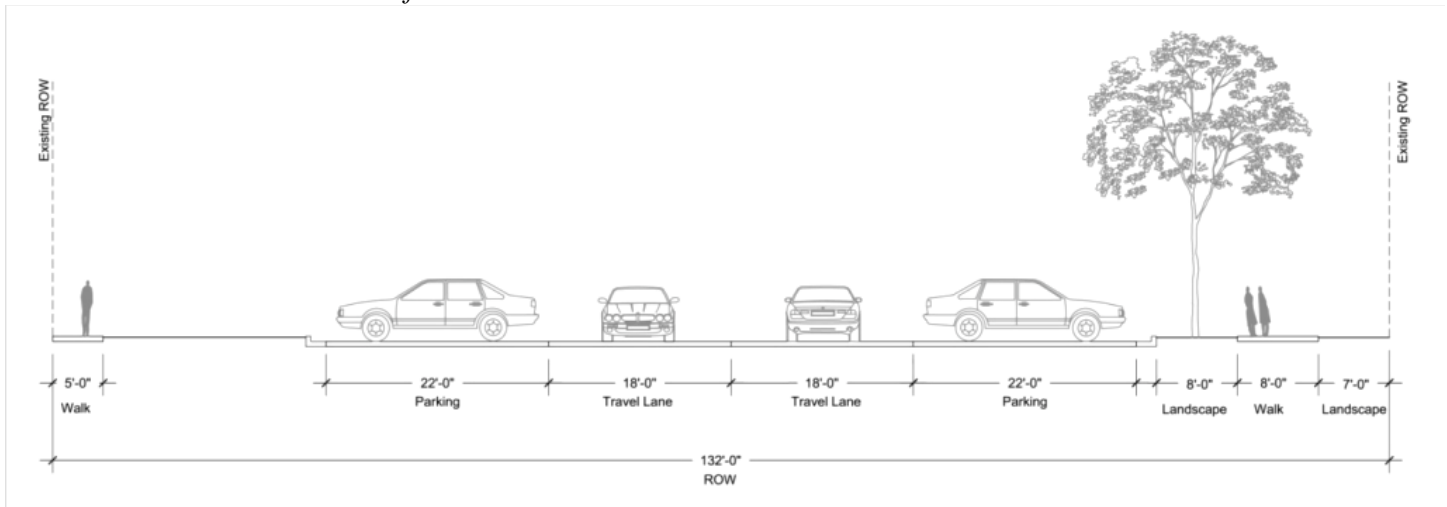 Existing ROW
Existing ROW
5'-0"
22'-0"
18'-0"
18'-0"
22'-0"
8'-0"
8'-0"
7'-0"
Walk
Parking
Travel Lane
Travel Lane
Parking
Landscape
Walk
Landscape
132'-0"
ROW